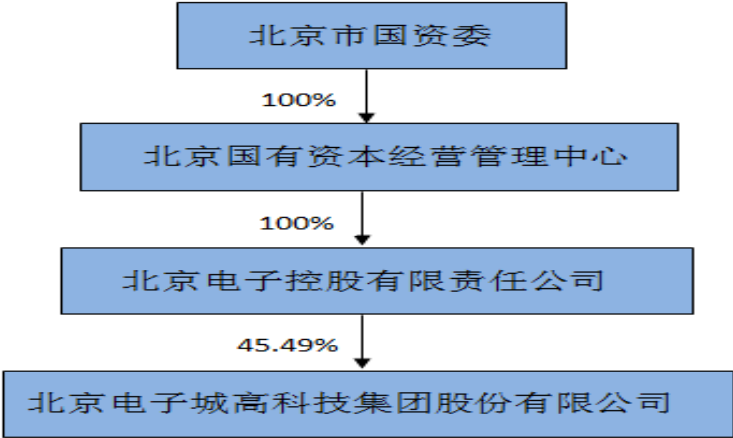 北京市国资委
100%
北京国有资本经营管理中心
100%
北京电子控股有限责任公司
45.49%
北京电子城高科技集团股份有限公司